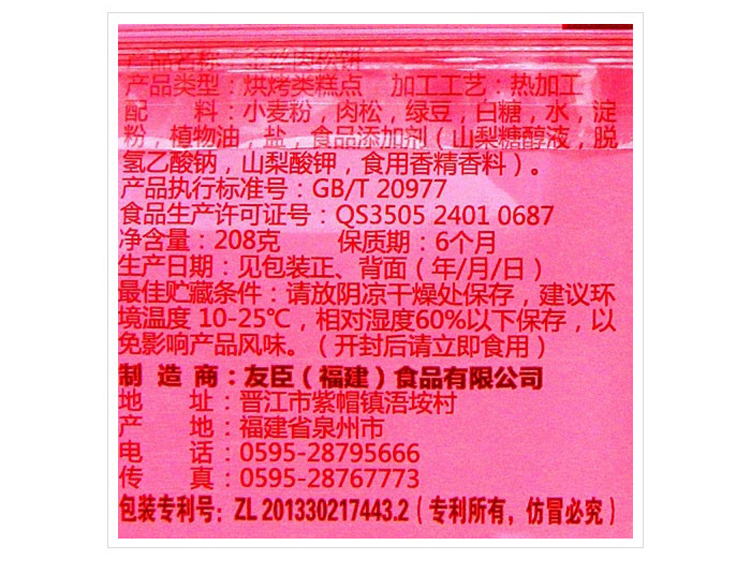 产品名称：金丝肉松饼
产品类型：烘烤类糕点　加工工艺：热加工
配　料：小麦粉，肉松，绿豆，白糖，水，淀
粉，植物油，盐，食品添加剂（山梨糖醇液，脱
氢乙酸钠，山梨酸钾，食用香精香料）。
产品执行标准号：GB/T 20977
食品生产许可证号：QS3505 2401 0687
净含量：208克　保质期：6个月
生产日期：见包装正、背面（年/月/日）
最佳贮藏条件：请放阴凉干燥处保存，建议环
境温度 10-25℃，相对湿度60%以下保存，以
免影响产品风味。（开封后请立即食用）
制 造 商：友臣（福建）食品有限公司
地　址：晋江市紫帽镇浯垵村
产　地：福建省泉州市
电　话：0595-28795666
传　真：0595-28767773
包装专利号：ZL 201330217443.2（专利所有，仿冒必究）